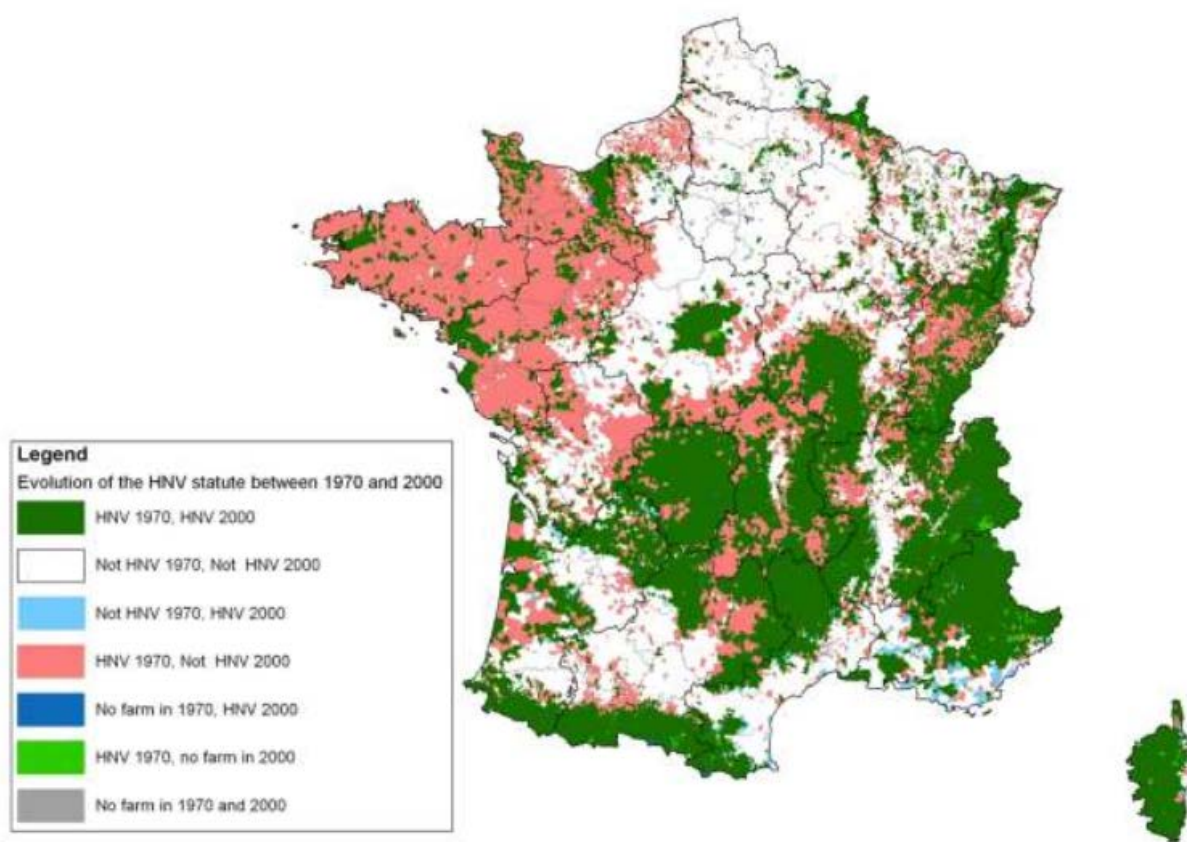 Legend
Evolution of the HNV statute between 1970 and 2000
HNV 1970, HNV 2000
Not HNV 1970, Not HNV 2000
Not HNV 1970, HNV 2000
HNV 1970, Not HNV 2000
No farm in 1970, HNV 2000
HNV 1970, no farm in 2000
No farm in 1970 and 2000